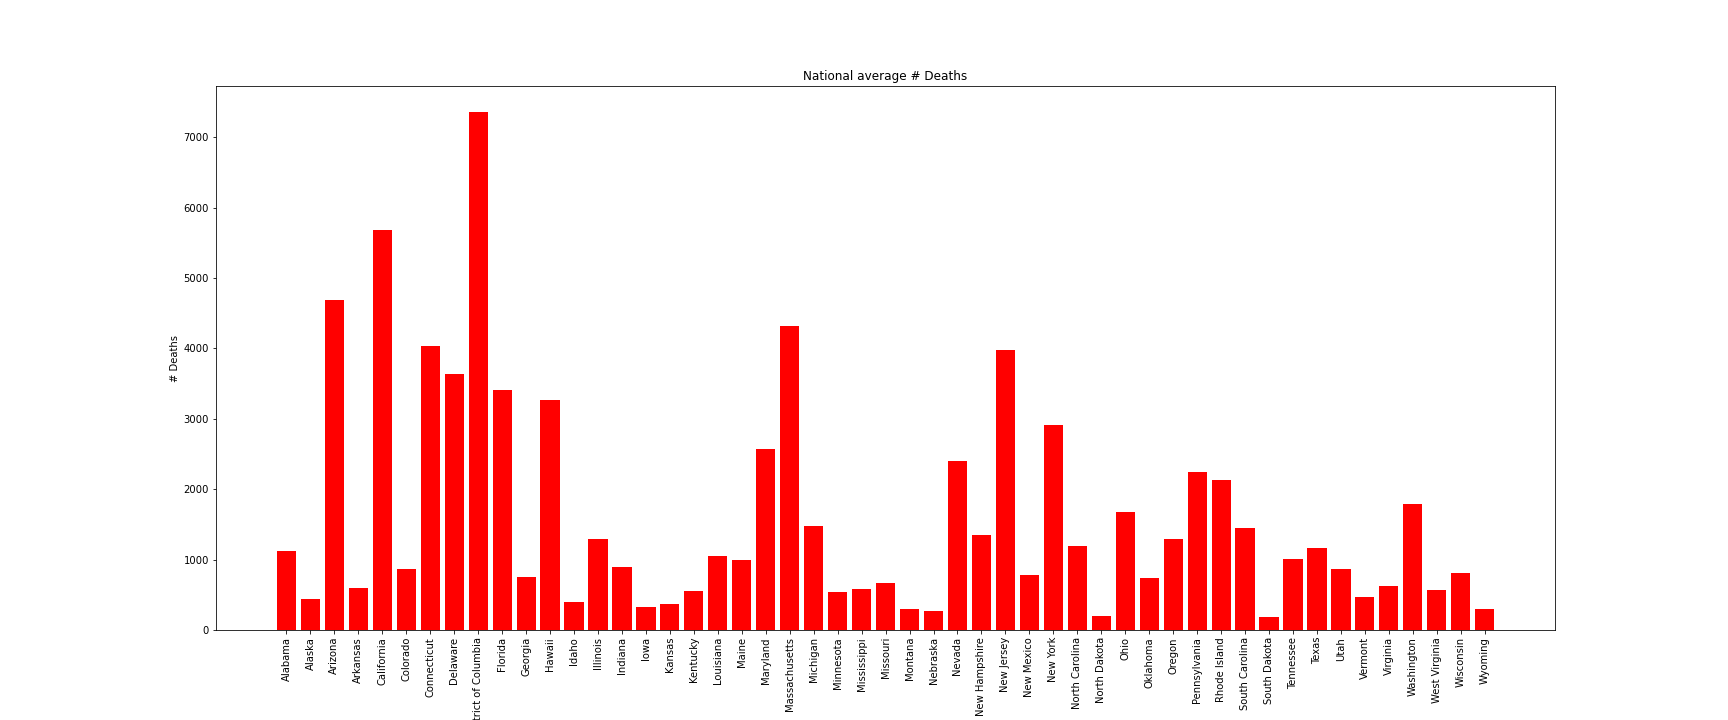 National average # Deaths
# Deaths
7000
6000
5000
4000
3000
2000
1000
0
Alabama
Alaska
Arizona
Arkansas
California
Colorado
Connecticut
Delaware
trict of Columbia
Florida
Georgia
Hawaii
Idaho
Illinois
Indiana
Iowa
Kansas
Kentucky
Louisiana
Maine
Maryland
Massachusetts
Michigan
Minnesota
Mississippi
Missouri
Montana
Nebraska
Nevada
New Hampshire
New Jersey
New Mexico
New York
North Carolina
North Dakota
Ohio
Oklahoma
Oregon
Pennsylvania
Rhode Island
South Carolina
South Dakota
Tennessee
Texas
Utah
Vermont
Virginia
Washington
West Virginia
Wisconsin
Wyoming